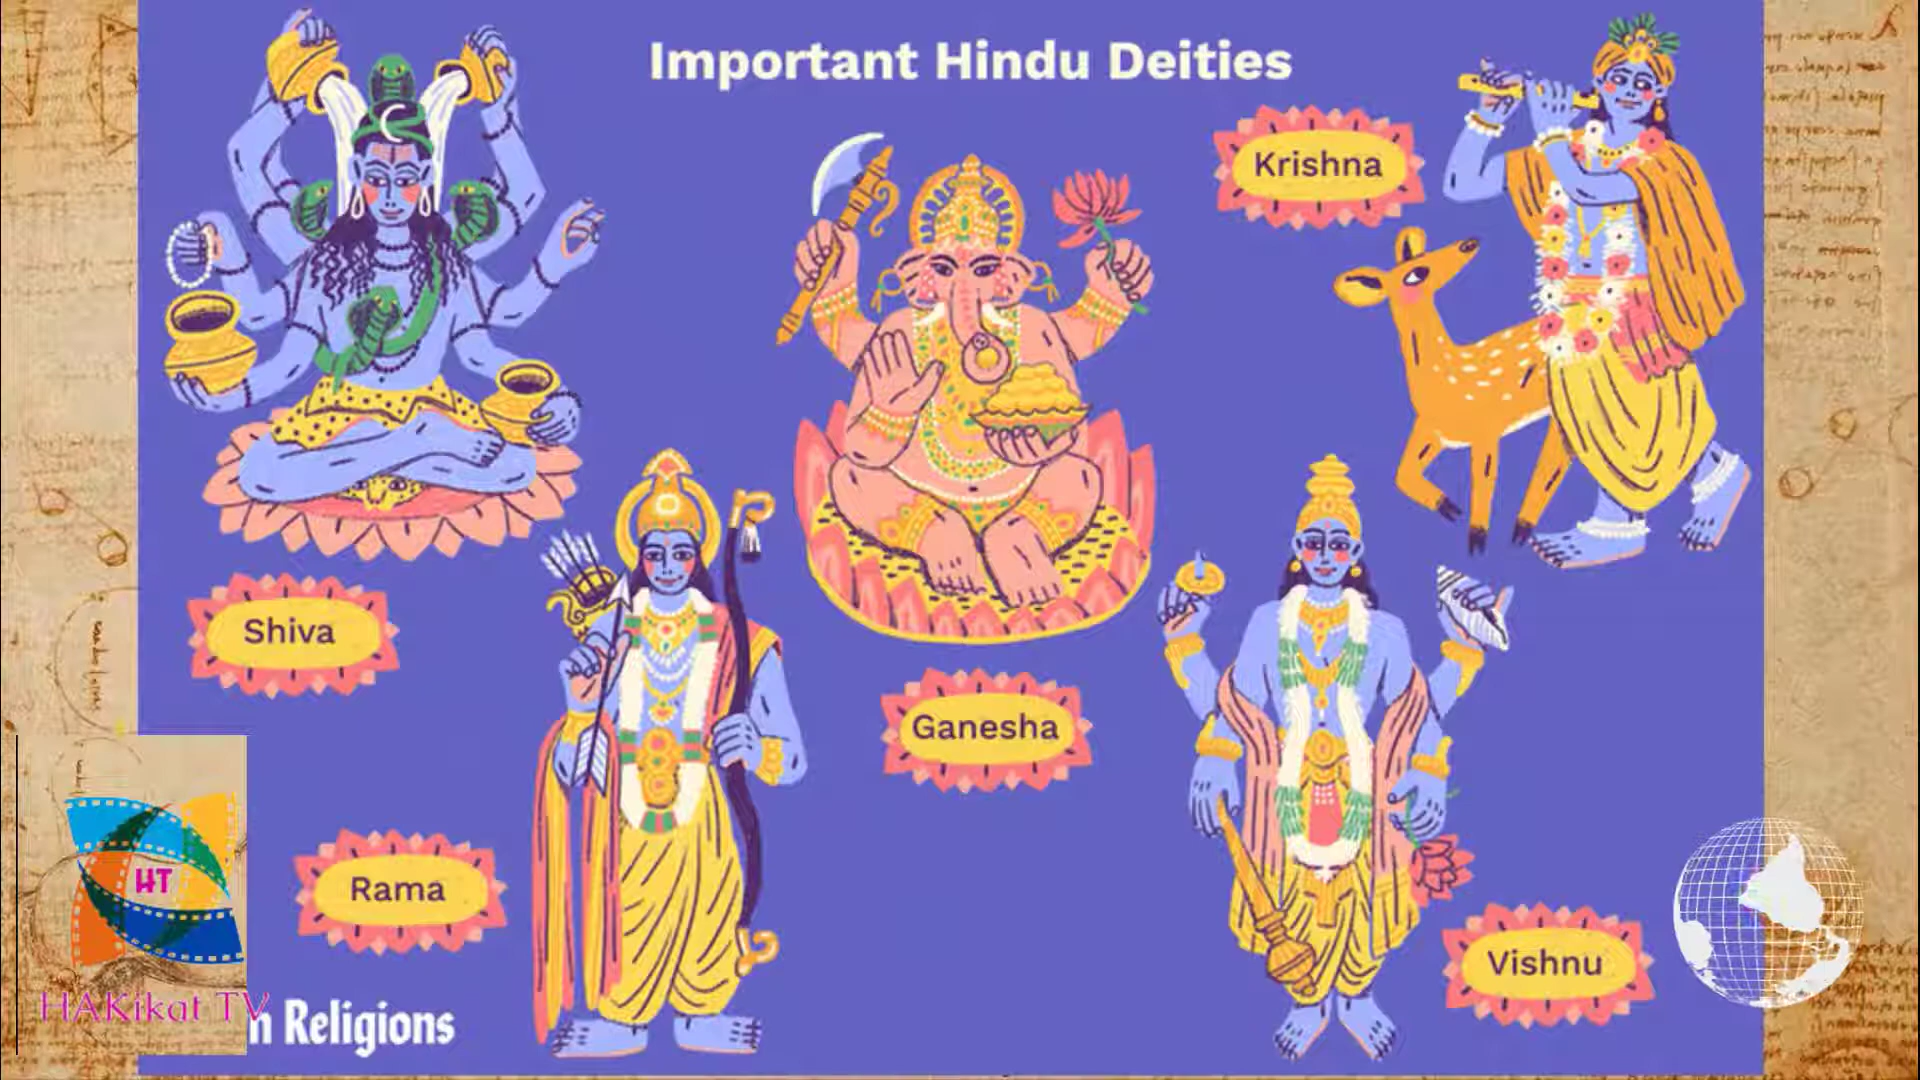 Important Hindu Deities
Krishna
Shiva
Ganesha
Rama
Vishnu
HT
HAKikat TV
n Religions